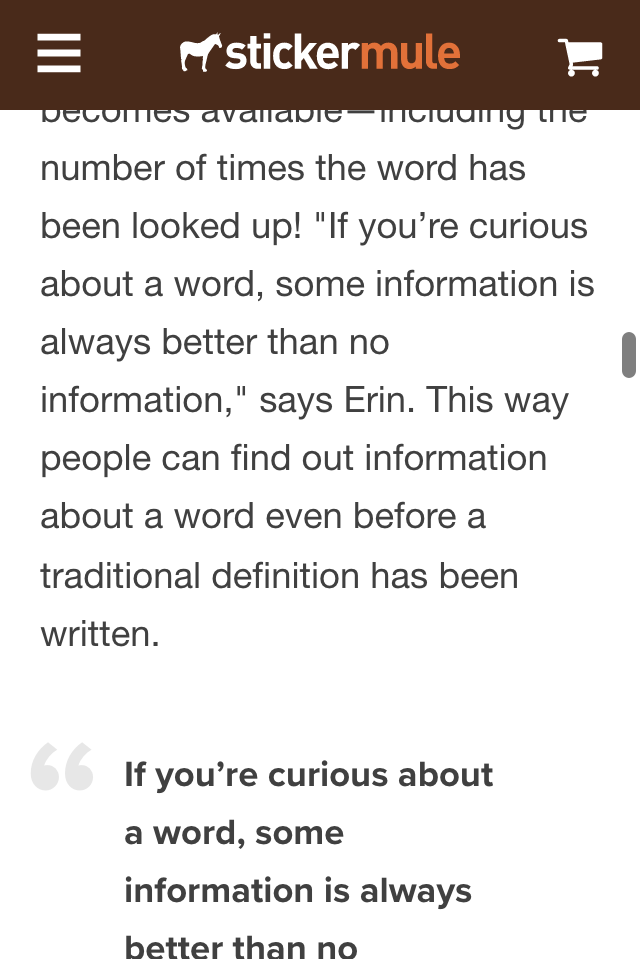 stickermule
becomes available—including the
number of times the word has
been looked up! "If you’re curious
about a word, some information is
always better than no
information," says Erin. This way
people can find out information
about a word even before a
traditional definition has been
written.
“ If you’re curious about
a word, some
information is always
better than no